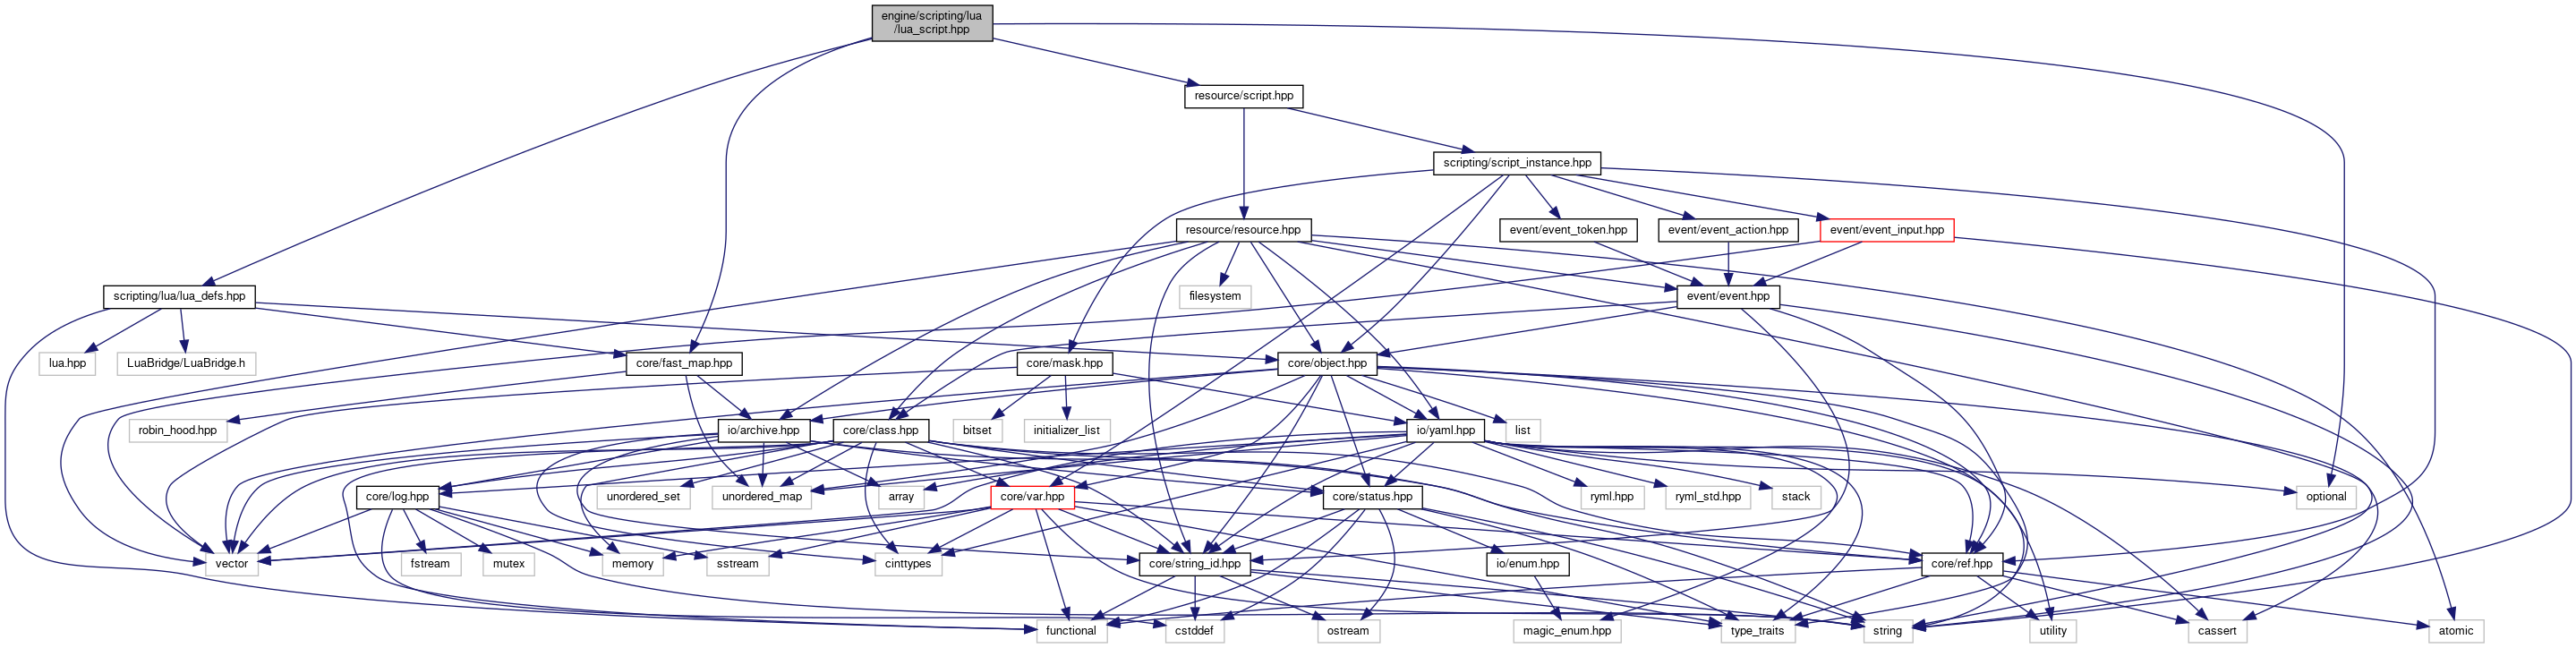 engine/scripting/lua
/lua_script.hpp
resource/script.hpp
scripting/script_instance.hpp
resource/resource.hpp
event/event_token.hpp
event/event_action.hpp
event/event_input.hpp
scripting/lua/lua_defs.hpp
filesystem
event/event.hpp
lua.hpp
LuaBridge/LuaBridge.h
core/fast_map.hpp
core/mask.hpp
core/object.hpp
robin_hood.hpp
io/archive.hpp
core/class.hpp
bitset
initializer_list
io/yaml.hpp
list
core/log.hpp
unordered_set
unordered_map
array
core/var.hpp
core/status.hpp
ryml.hpp
ryml_std.hpp
stack
optional
vector
fstream
mutex
memory
sstream
cinttypes
core/string_id.hpp
io/enum.hpp
core/ref.hpp
functional
cstddef
ostream
magic_enum.hpp
type_traits
string
utility
cassert
atomic